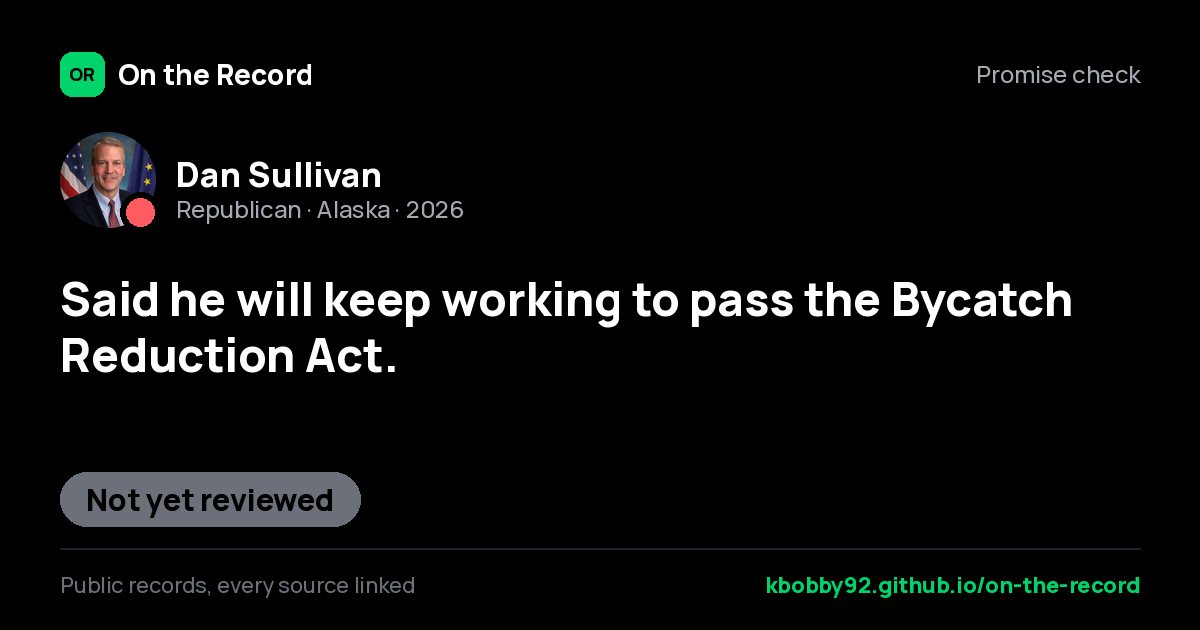 OR On the Record
Promise check
Dan Sullivan
Republican · Alaska · 2026
Said he will keep working to pass the Bycatch
Reduction Act.
Not yet reviewed
Public records, every source linked
kbobby92.github.io/on-the-record